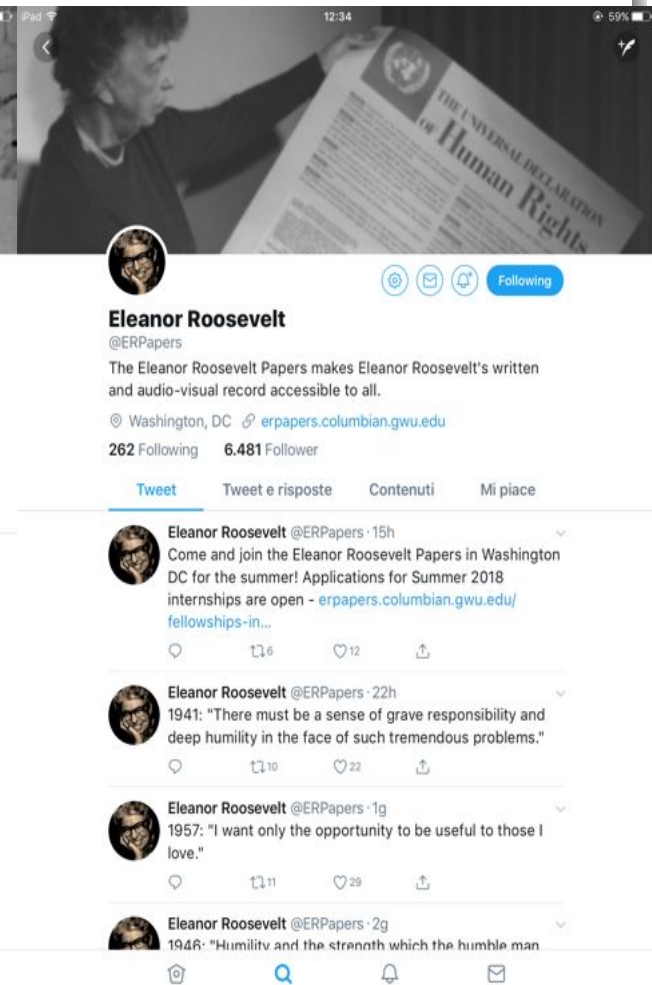 iPad 12:34 59%
THE UNIVERSAL DECLARATION
OF Human Rights
Following
Eleanor Roosevelt
@ERPapers
The Eleanor Roosevelt Papers makes Eleanor Roosevelt's written
and audio-visual record accessible to all.
Washington, DC erpapers.columbian.gwu.edu
262 Following 6.481 Follower
Tweet Tweet e risposte Contenuti Mi piace
Eleanor Roosevelt @ERPapers · 15h
Come and join the Eleanor Roosevelt Papers in Washington
DC for the summer! Applications for Summer 2018
internships are open - erpapers.columbian.gwu.edu/
fellowships-in...
6 12
Eleanor Roosevelt @ERPapers · 22h
1941: "There must be a sense of grave responsibility and
deep humility in the face of such tremendous problems."
10 22
Eleanor Roosevelt @ERPapers · 1g
1957: "I want only the opportunity to be useful to those I
love."
11 29
Eleanor Roosevelt @ERPapers · 2g
1946: "Humility and the strength which the humble man